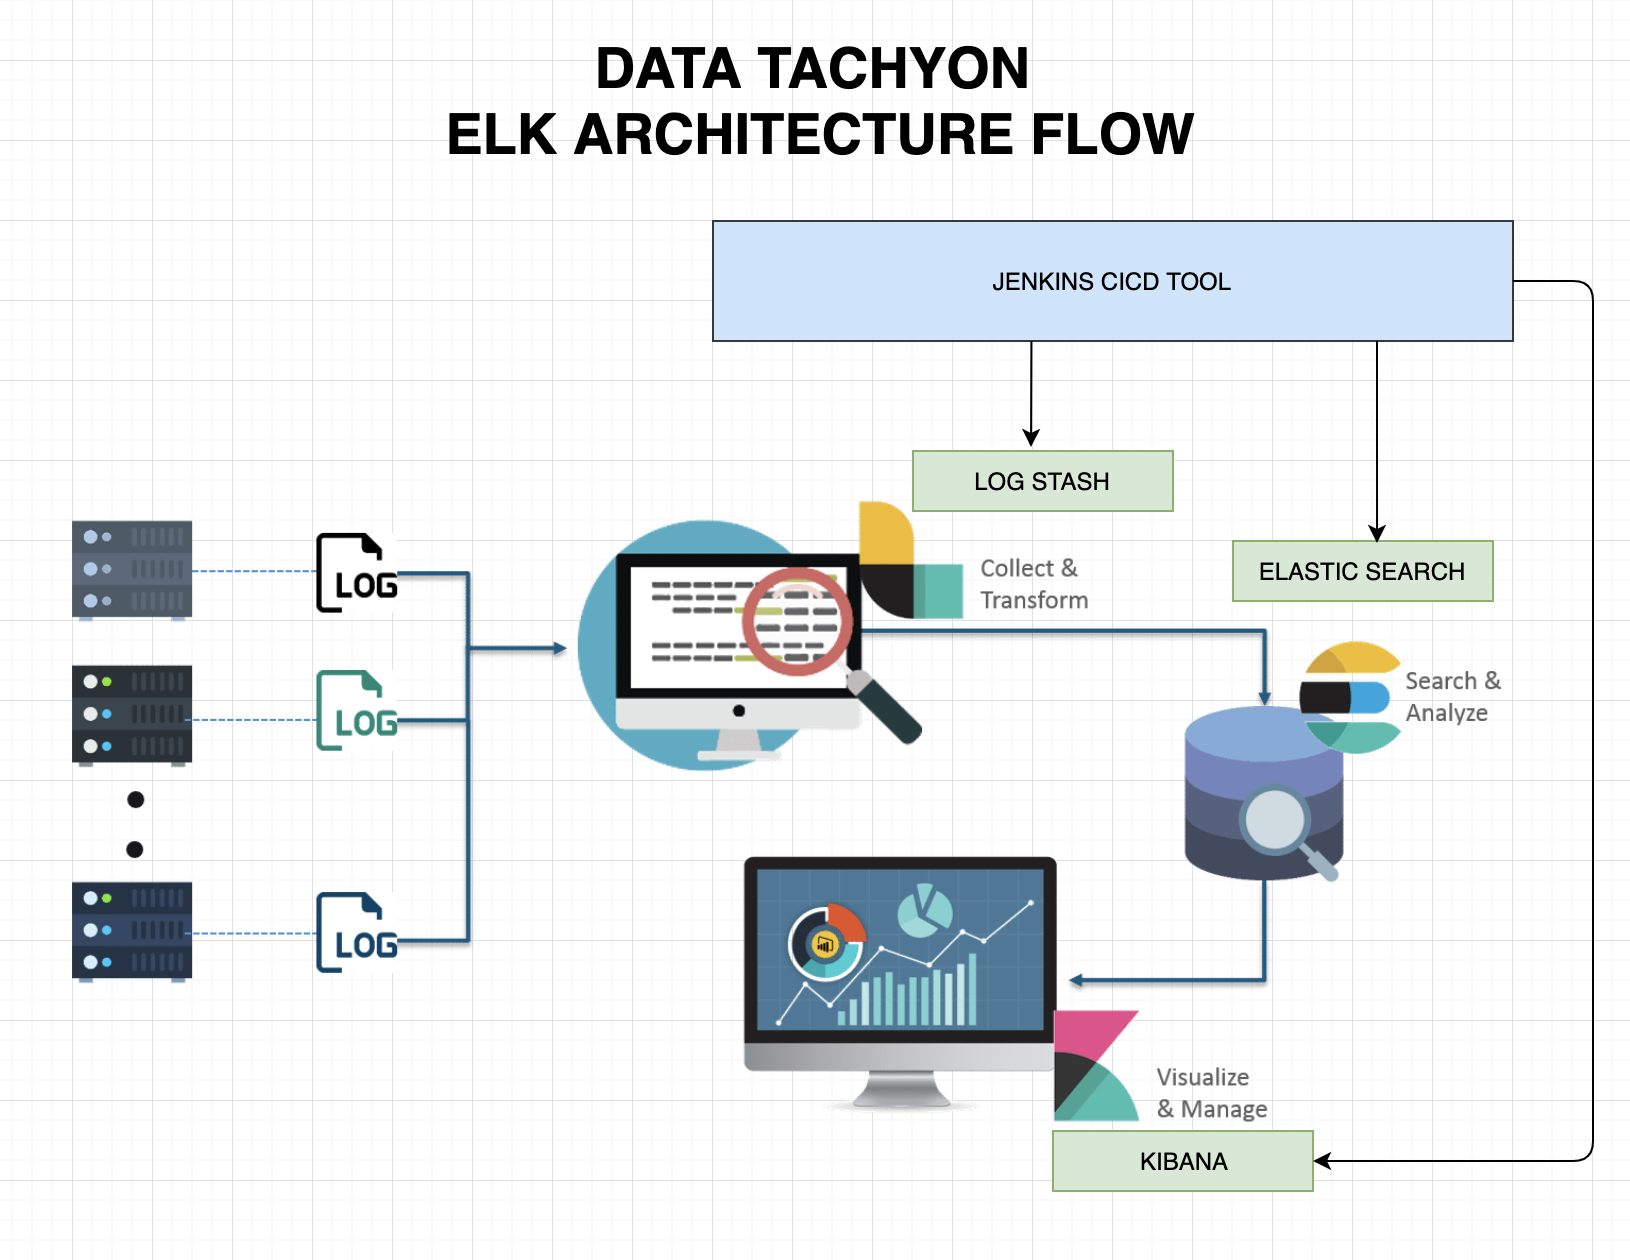 DATA TACHYON
ELK ARCHITECTURE FLOW
JENKINS CICD TOOL
LOG STASH
ELASTIC SEARCH
Collect &
Transform
LOG
Search &
Analyze
LOG
LOG
Visualize
& Manage
KIBANA